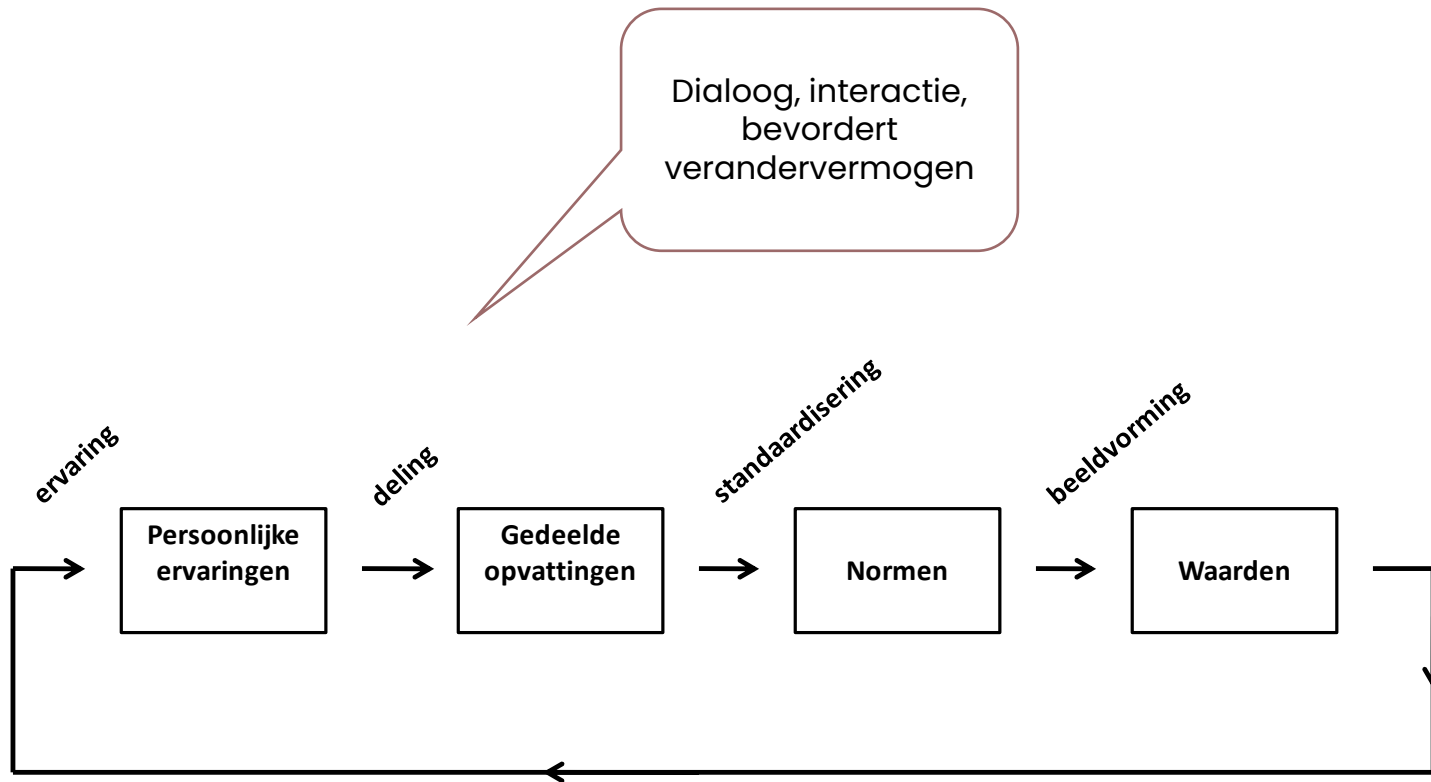 Dialoog, interactie,
bevordert
verandervermogen
ervaring
deling
standaardisering
beeldvorming
Persoonlijke
ervaringen
Gedeelde
opvattingen
Normen
Waarden